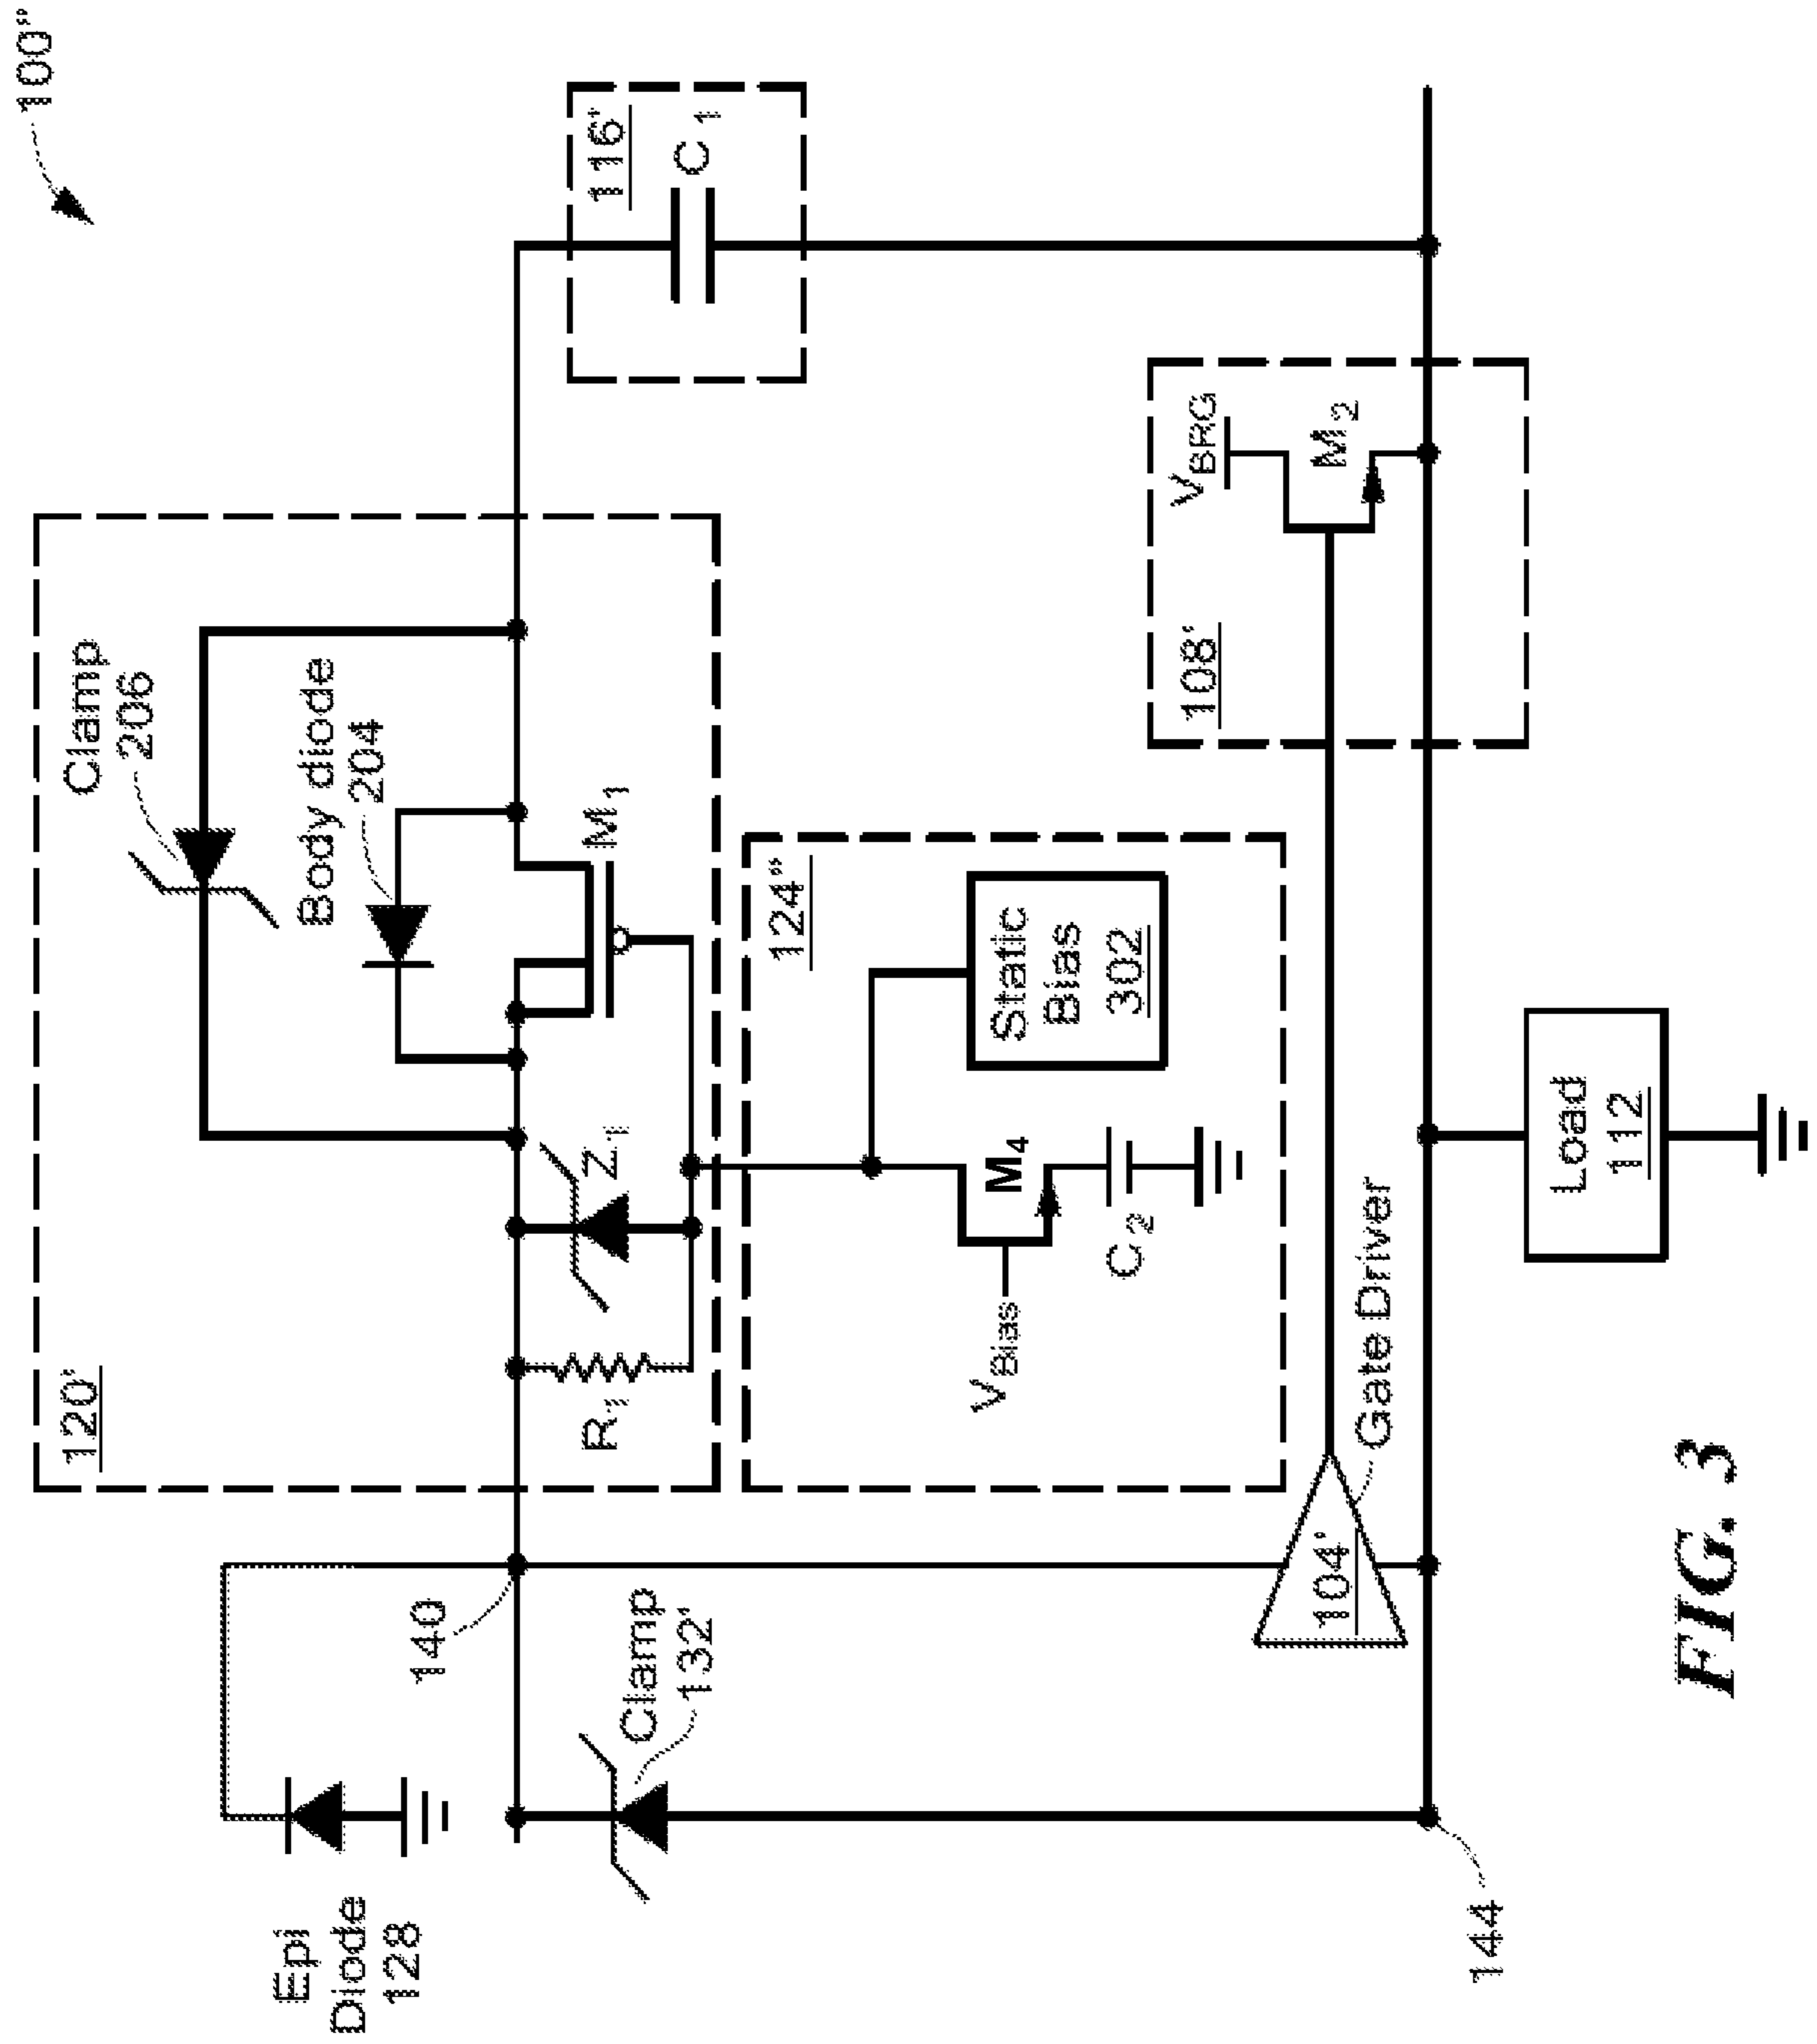 100"
Clamp
206
Body diode
204
116'
C1
120'
M1
Z1
R1
Epi
Diode
128
140
Clamp
132'
124"
Static
Bias
302
M4
VBias
C2
VBRG
M2
108'
104'
Gate Driver
Load
112
144
FIG. 3